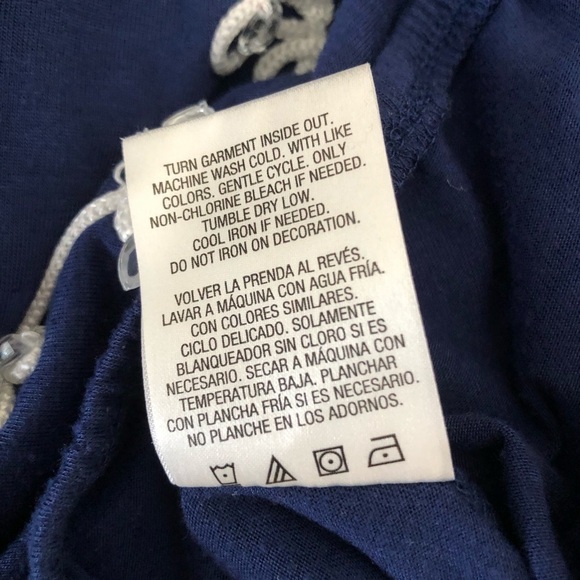 TURN GARMENT INSIDE OUT.
MACHINE WASH COLD. WITH LIKE
COLORS. GENTLE CYCLE. ONLY
NON-CHLORINE BLEACH IF NEEDED.
TUMBLE DRY LOW.
COOL IRON IF NEEDED.
DO NOT IRON ON DECORATION.
VOLVER LA PRENDA AL REVÉS.
LAVAR A MÁQUINA CON AGUA FRÍA.
CON COLORES SIMILARES.
CICLO DELICADO. SOLAMENTE
BLANQUEADOR SIN CLORO SI ES
NECESARIO. SECAR A MÁQUINA CON
TEMPERATURA BAJA. PLANCHAR
CON PLANCHA FRÍA SI ES NECESARIO.
NO PLANCHE EN LOS ADORNOS.